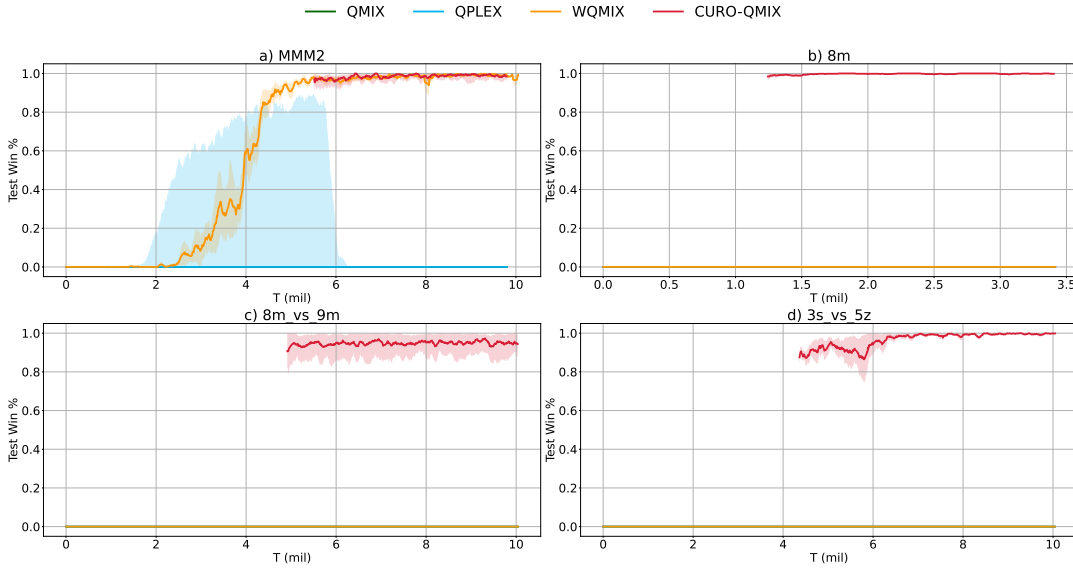 QMIX QPLEX WQMIX CURO-QMIX
a) MMM2
1.0
0.8
0.6
0.4
0.2
0.0
Test Win %
0 2 4 6 8 10
T (mil)
b) 8m
1.0
0.8
0.6
0.4
0.2
0.0
Test Win %
0.0 0.5 1.0 1.5 2.0 2.5 3.0 3.5
T (mil)
c) 8m_vs_9m
1.0
0.8
0.6
0.4
0.2
0.0
Test Win %
0 2 4 6 8 10
T (mil)
d) 3s_vs_5z
1.0
0.8
0.6
0.4
0.2
0.0
Test Win %
0 2 4 6 8 10
T (mil)